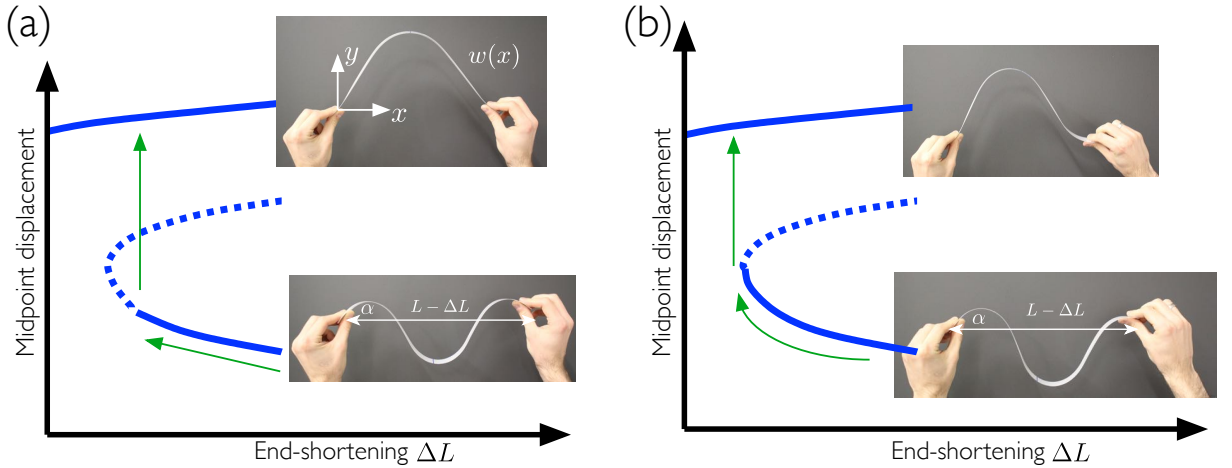 (a)
Midpoint displacement
y
w(x)
x
α
L − ΔL
End-shortening ΔL
(b)
Midpoint displacement
α
L − ΔL
End-shortening ΔL